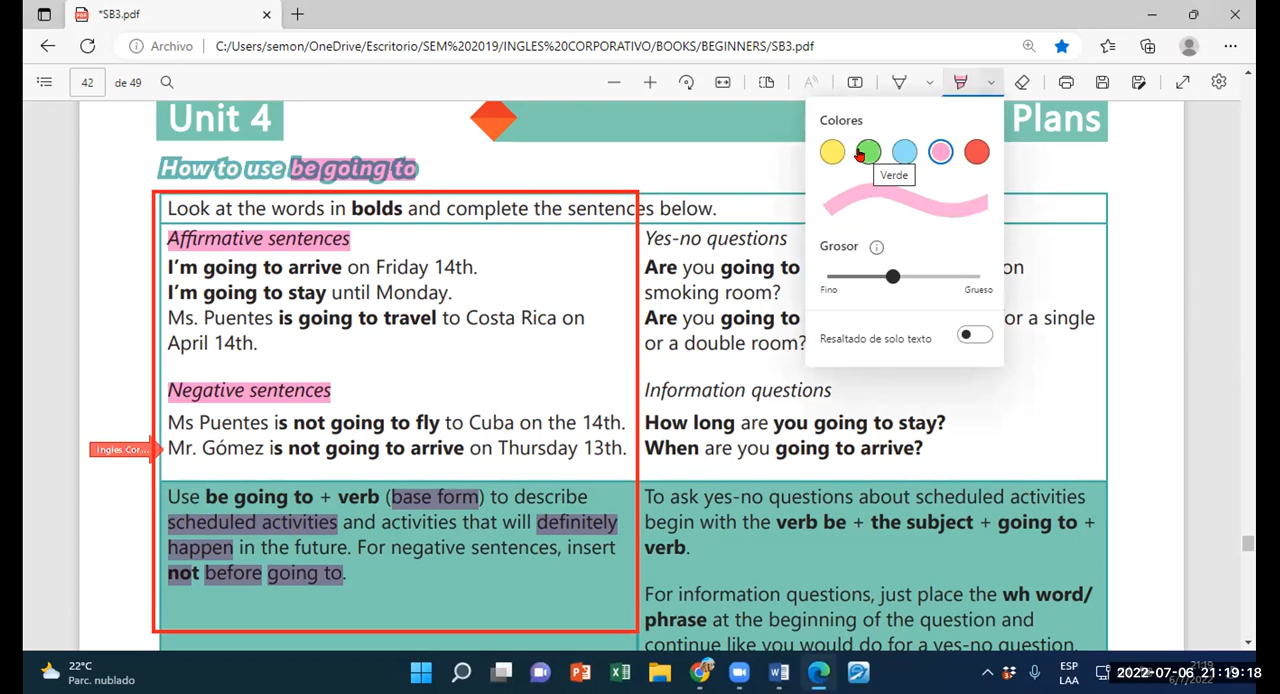 *SB3.pdf
Archivo
C:/Users/semon/OneDrive/Escritorio/SEM%202019/INGLES%20CORPORATIVO/BOOKS/BEGINNERS/SB3.pdf
42
de 49
Unit 4
Plans
How to use be going to
Look at the words in bolds and complete the sentences below.
Affirmative sentences
I'm going to arrive on Friday 14th.
I'm going to stay until Monday.
Ms. Puentes is going to travel to Costa Rica on
April 14th.
Negative sentences
Ms Puentes is not going to fly to Cuba on the 14th.
Mr. Gómez is not going to arrive on Thursday 13th.
Ingles Cor...
Use be going to + verb (base form) to describe
scheduled activities and activities that will definitely
happen in the future. For negative sentences, insert
not before going to.
Yes-no questions
Are you going to
on
smoking room?
Are you going to
or a single
or a double room?
Information questions
How long are you going to stay?
When are you going to arrive?
To ask yes-no questions about scheduled activities
begin with the verb be + the subject + going to +
verb.
For information questions, just place the wh word/
phrase at the beginning of the question and
continue like you would do for a yes-no question.
Colores
Verde
Grosor
Fino
Grueso
Resaltado de solo texto
22°C
Parc. nublado
ESP
LAA
2022-07-06 21:19:18